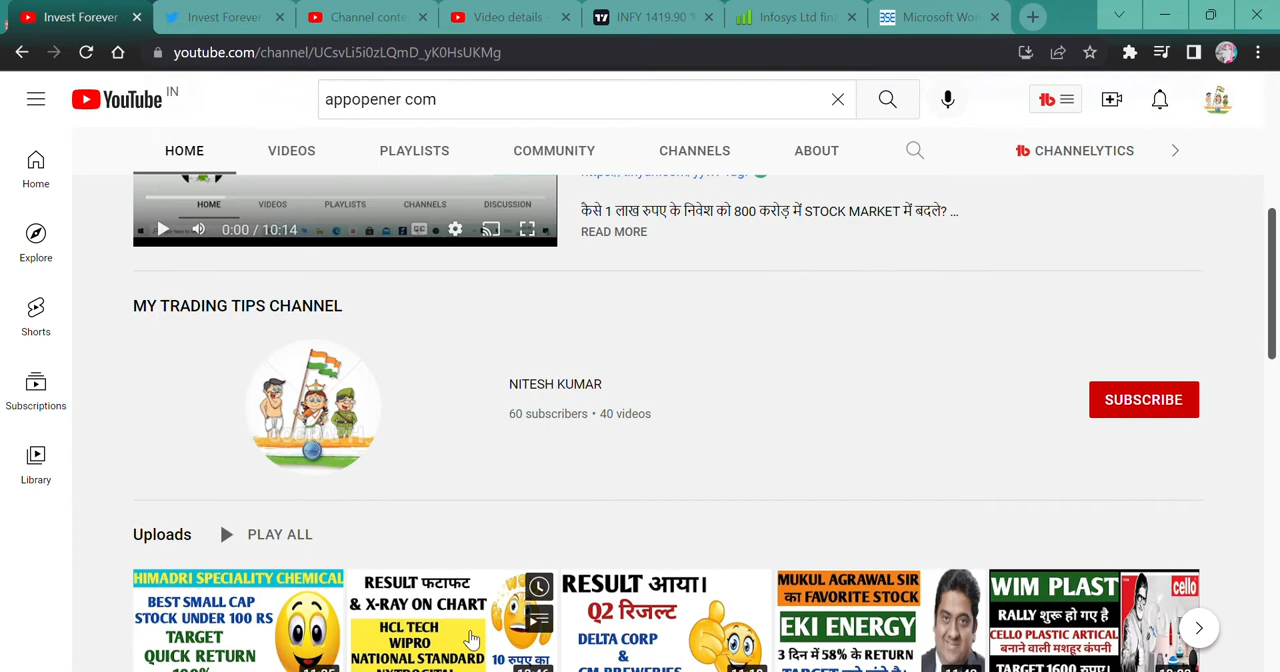 Invest Forever
Invest Forever
Channel conte
Video details -
INFY 1419.90
Infosys Ltd fina
BSE
Microsoft Wo
youtube.com/channel/UCsvLi5i0zLQmD_yK0HsUKMg
YouTube IN
appopener com
HOME
VIDEOS
PLAYLISTS
COMMUNITY
CHANNELS
ABOUT
CHANNELYTICS
Home
Explore
Shorts
Subscriptions
Library
HOME VIDEOS PLAYLISTS CHANNELS DISCUSSION
0:00 / 10:14
कैसे 1 लाख रुपए के निवेश को 800 करोड़ में STOCK MARKET में बदले? ...
READ MORE
MY TRADING TIPS CHANNEL
NITESH KUMAR
60 subscribers • 40 videos
SUBSCRIBE
Uploads
PLAY ALL
HIMADRI SPECIALITY CHEMICAL
BEST SMALL CAP
STOCK UNDER 100 RS
TARGET
QUICK RETURN
RESULT फटाफट
& X-RAY ON CHART
HCL TECH
WIPRO
NATIONAL STANDARD
10 रुपए का
RESULT आया।
Q2 रिजल्ट
DELTA CORP
&
MUKUL AGRAWAL SIR
का FAVORITE STOCK
EKI ENERGY
3 दिन में 58% के RETURN
WIM PLAST
cello
RALLY शुरू हो गए है
CELLO PLASTIC ARTICAL
बनाने वाली मशहूर कंपनी